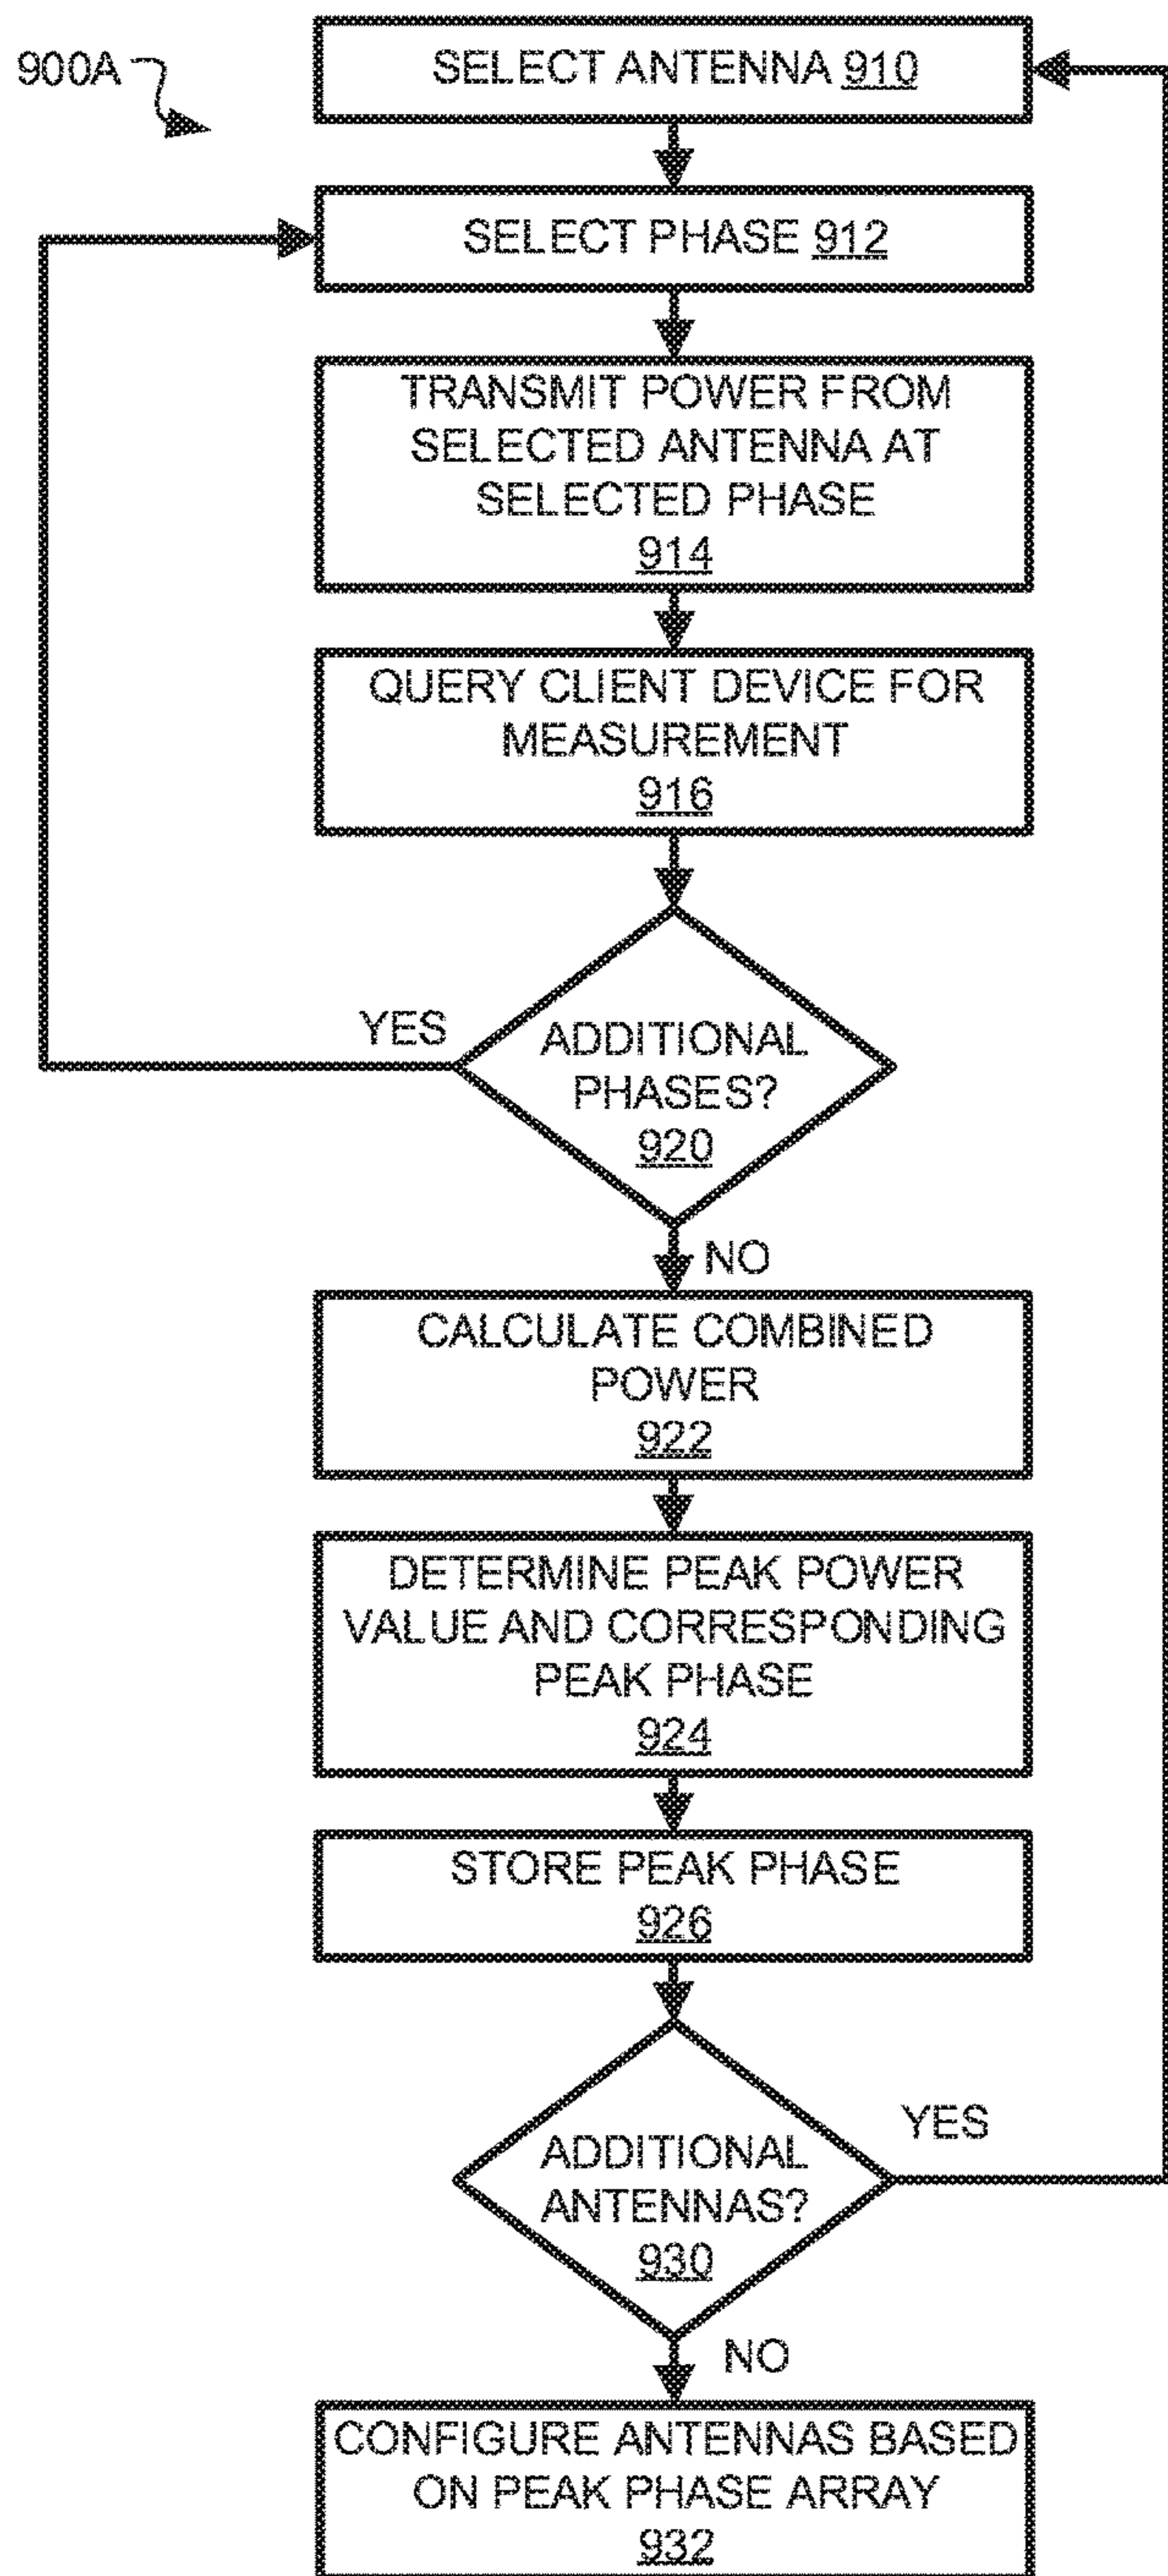 900A
SELECT ANTENNA 910
SELECT PHASE 912
TRANSMIT POWER FROM
SELECTED ANTENNA AT
SELECTED PHASE
914
QUERY CLIENT DEVICE FOR
MEASUREMENT
916
YES
ADDITIONAL
PHASES?
920
NO
CALCULATE COMBINED
POWER
922
DETERMINE PEAK POWER
VALUE AND CORRESPONDING
PEAK PHASE
924
STORE PEAK PHASE
926
YES
ADDITIONAL
ANTENNAS?
930
NO
CONFIGURE ANTENNAS BASED
ON PEAK PHASE ARRAY
932